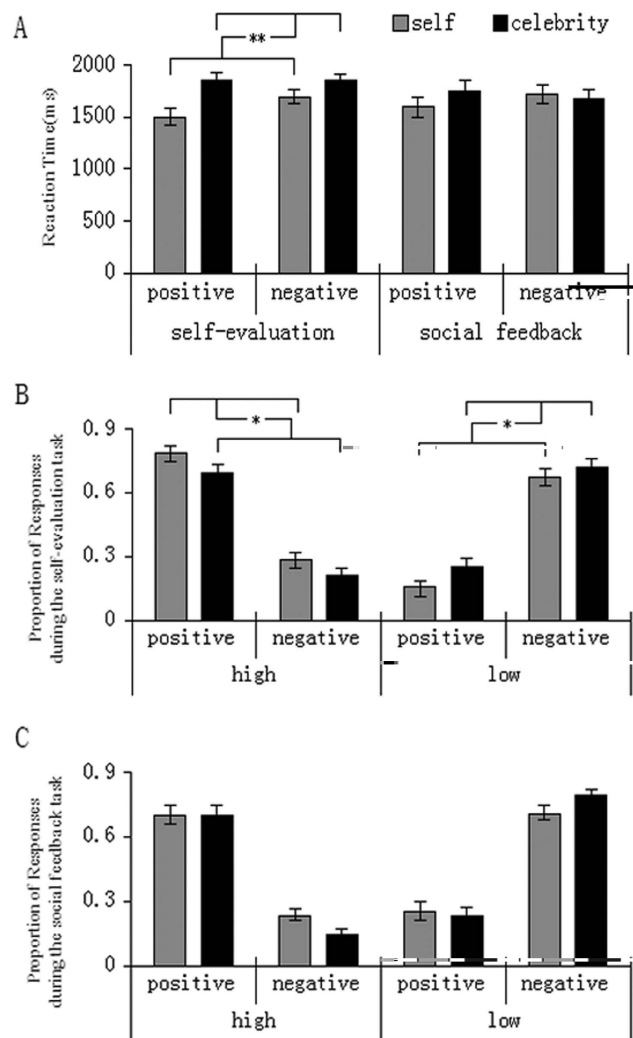 A
self celebrity
**
2000
1500
1000
500
0
Reaction Time(ms)
positive negative positive negative
self-evaluation social feedback
B
* *
0.9
0.6
0.3
0
Proportion of Responses
during the self-evaluation task
positive negative positive negative
high low
C
0.9
0.6
0.3
0
Proportion of Responses
during the social feedback task
positive negative positive negative
high low